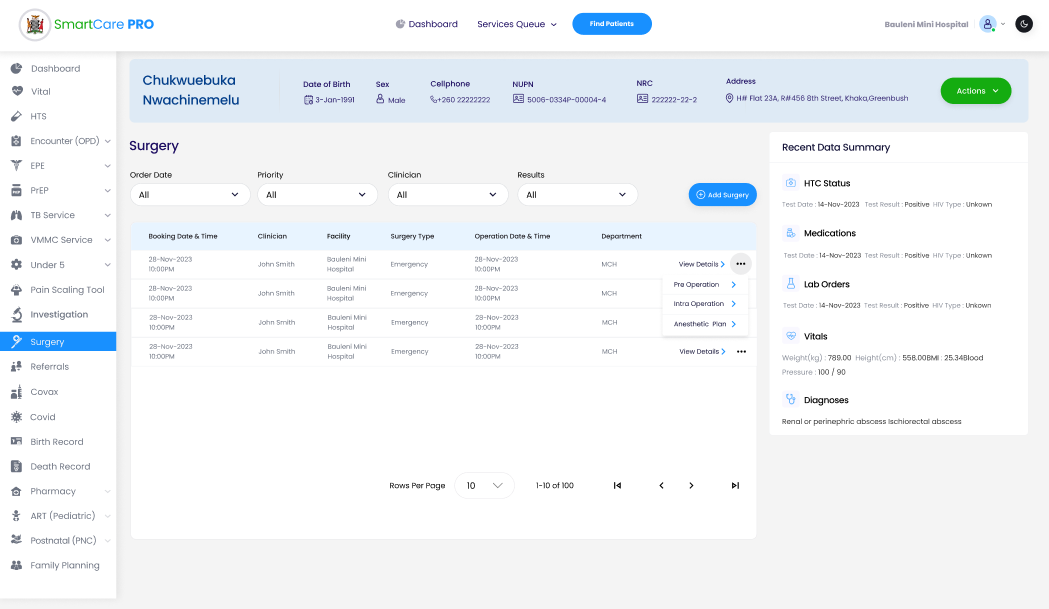 SmartCare PRO
Dashboard
Services Queue
Find Patients
Bauleni Mini Hospital
Dashboard
Vital
HTS
Encounter (OPD)
EPE
PrEP
TB Service
VMMC Service
Under 5
Pain Scaling Tool
Investigation
Surgery
Referrals
Covax
Covid
Birth Record
Death Record
Pharmacy
ART (Pediatric)
Postnatal (PNC)
Family Planning
Chukwuebuka
Nwachinemelu
Date of Birth
3-Jan-1991
Sex
Male
Cellphone
+260 22222222
NUPN
5006-0334P-00004-4
NRC
222222-22-2
Address
H# Flat 23A, R#456 8th Street, Khaka,Greenbush
Actions
Surgery
Order Date
All
Priority
All
Clinician
All
Results
All
Add Surgery
Booking Date & Time Clinician Facility Surgery Type Operation Date & Time Department
28-Nov-2023
10:00PM
John Smith
Bauleni Mini
Hospital
Emergency
28-Nov-2023
10:00PM
MCH
View Details
28-Nov-2023
10:00PM
John Smith
Bauleni Mini
Hospital
Emergency
28-Nov-2023
10:00PM
MCH
28-Nov-2023
10:00PM
John Smith
Bauleni Mini
Hospital
Emergency
28-Nov-2023
10:00PM
MCH
28-Nov-2023
10:00PM
John Smith
Bauleni Mini
Hospital
Emergency
28-Nov-2023
10:00PM
MCH
View Details
Pre Operation
Intra Operation
Anesthetic Plan
Rows Per Page
10
1-10 of 100
Recent Data Summary
HTC Status
Test Date : 14-Nov-2023 Test Result : Positive HIV Type : Unkown
Medications
Test Date : 14-Nov-2023 Test Result : Positive HIV Type : Unkown
Lab Orders
Test Date : 14-Nov-2023 Test Result : Positive HIV Type : Unkown
Vitals
Weight(kg) : 789.00 Height(cm) : 558.00BMI : 25.34Blood
Pressure : 100 / 90
Diagnoses
Renal or perinephric abscess Ischiorectal abscess